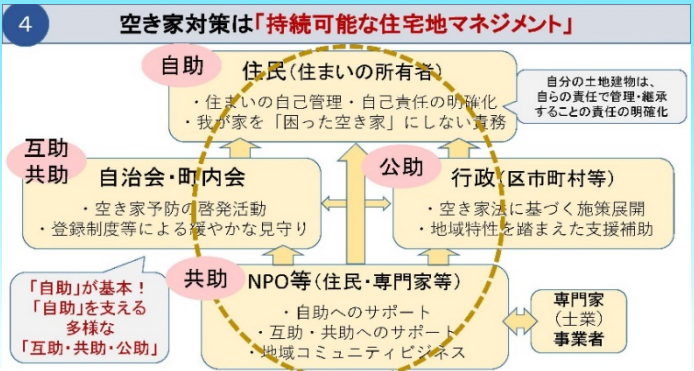 4
空き家対策は「持続可能な住宅地マネジメント」
自助
住民(住まいの所有者)
・住まいの自己管理・自己責任の明確化
・我が家を「困った空き家」にしない責務
自分の土地建物は、
自らの責任で管理・継承
することの責任の明確化
互助
共助
自治会・町内会
・空き家予防の啓発活動
・登録制度等による緩やかな見守り
公助
行政(区市町村等)
・空き家法に基づく施策展開
・地域特性を踏まえた支援補助
「自助」が基本!
「自助」を支える
多様な
「互助・共助・公助」
共助
NPO等(住民・専門家等)
・自助へのサポート
・互助・共助へのサポート
・地域コミュニティビジネス
専門家
(士業)
事業者